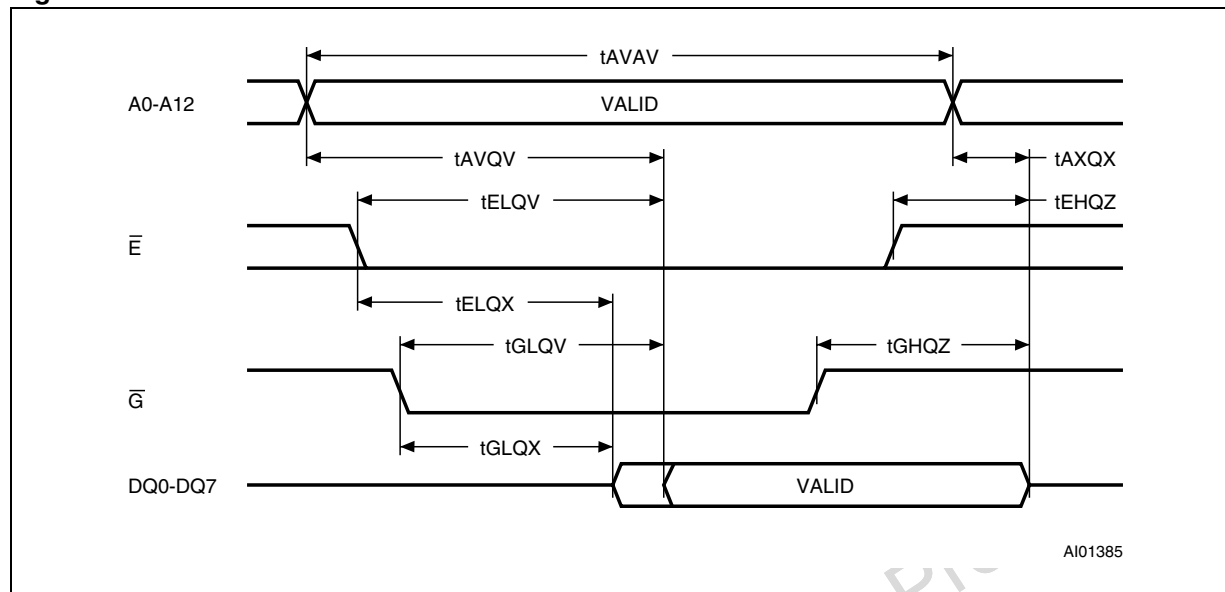 tAVAV
A0-A12
VALID
tAVQV
tAXQX
tELQV
tEHQZ
E̅
tELQX
tGLQV
tGHQZ
G̅
tGLQX
DQ0-DQ7
VALID
AI01385